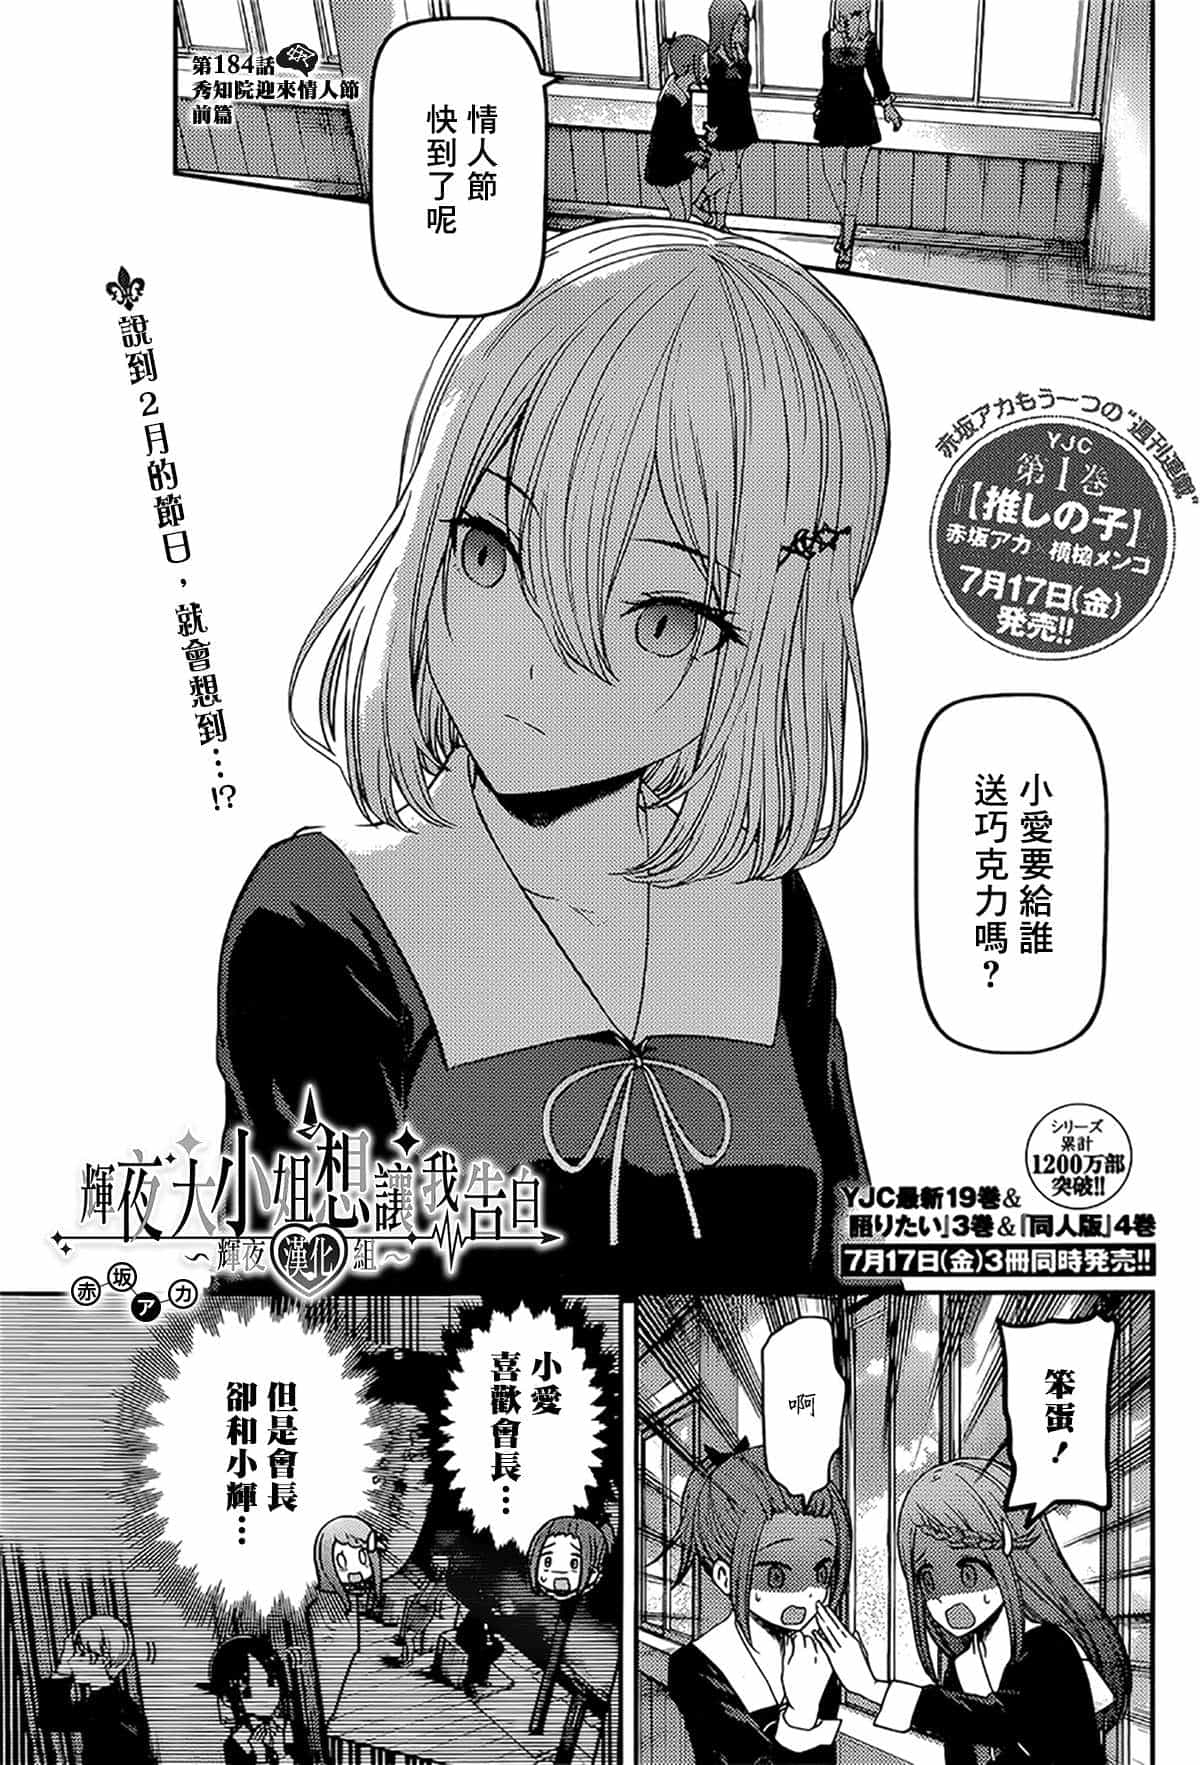 第184話
秀知院迎來情人節
前篇
情人節
快到了呢
說到2月的節日，就會想到…!?
赤坂アカもう一つの“週刊連載”
YJC
第1巻
『【推しの子】』
赤坂アカ×横槍メンゴ
7月17日(金)
発売!!
小愛要給誰
送巧克力嗎？
シリーズ
累計
1200万部
突破!!
YJC最新19巻&
『語りたい』3巻&『同人版』4巻
7月17日(金)3冊同時発売!!
輝夜大小姐想讓我告白
～輝夜漢化組～
赤坂アカ
笨蛋！
啊
小愛
喜歡會長…
但是會長
卻和小輝…